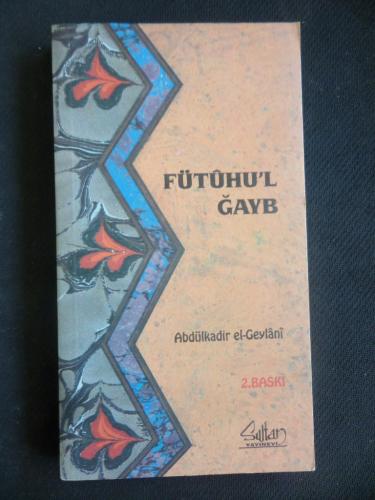 FÜTÛHU'L
ĞAYB
Abdülkadir el-Geylânî
2.BASKI
Sultan
YAYINEVİ